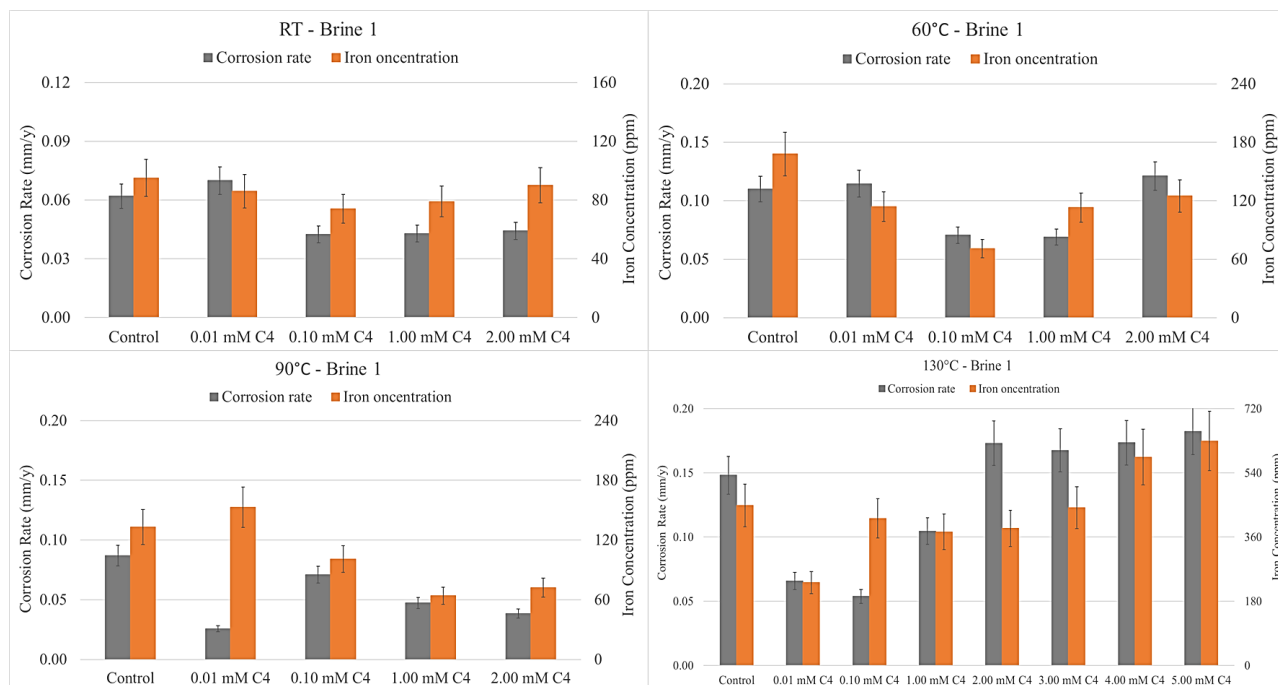 RT - Brine 1
Corrosion rate Iron oncentration
0.12
0.09
0.06
0.03
0.00
Corrosion Rate (mm/y)
160
120
80
40
0
Iron Concentration (ppm)
Control 0.01 mM C4 0.10 mM C4 1.00 mM C4 2.00 mM C4
60°C - Brine 1
Corrosion rate Iron oncentration
0.20
0.15
0.10
0.05
0.00
Corrosion Rate (mm/y)
240
180
120
60
0
Iron Concentration (ppm)
Control 0.01 mM C4 0.10 mM C4 1.00 mM C4 2.00 mM C4
90°C - Brine 1
Corrosion rate Iron oncentration
0.20
0.15
0.10
0.05
0.00
Corrosion Rate (mm/y)
240
180
120
60
0
Iron Concentration (ppm)
Control 0.01 mM C4 0.10 mM C4 1.00 mM C4 2.00 mM C4
130°C - Brine 1
Corrosion rate Iron oncentration
0.20
0.15
0.10
0.05
0.00
Corrosion Rate (mm/y)
720
540
360
180
0
Iron Concentration (ppm)
Control 0.01 mM C4 0.10 mM C4 1.00 mM C4 2.00 mM C4 3.00 mM C4 4.00 mM C4 5.00 mM C4